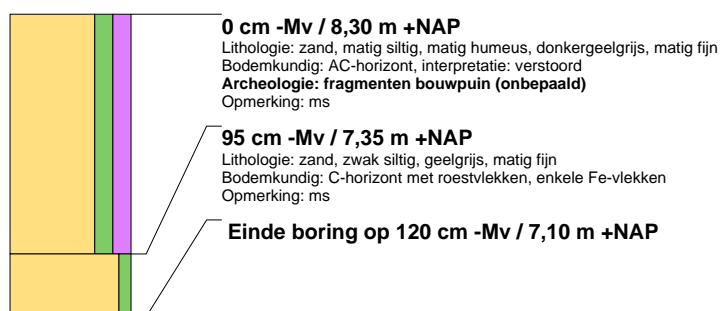 0 cm -Mv / 8,30 m +NAP
Lithologie: zand, matig siltig, matig humeus, donkergeelgrijs, matig fijn
Bodemkundig: AC-horizont, interpretatie: verstoord
Archeologie: fragmenten bouwpuin (onbepaald)
Opmerking: ms
95 cm -Mv / 7,35 m +NAP
Lithologie: zand, zwak siltig, geelgrijs, matig fijn
Bodemkundig: C-horizont met roestvlekken, enkele Fe-vlekken
Opmerking: ms
Einde boring op 120 cm -Mv / 7,10 m +NAP